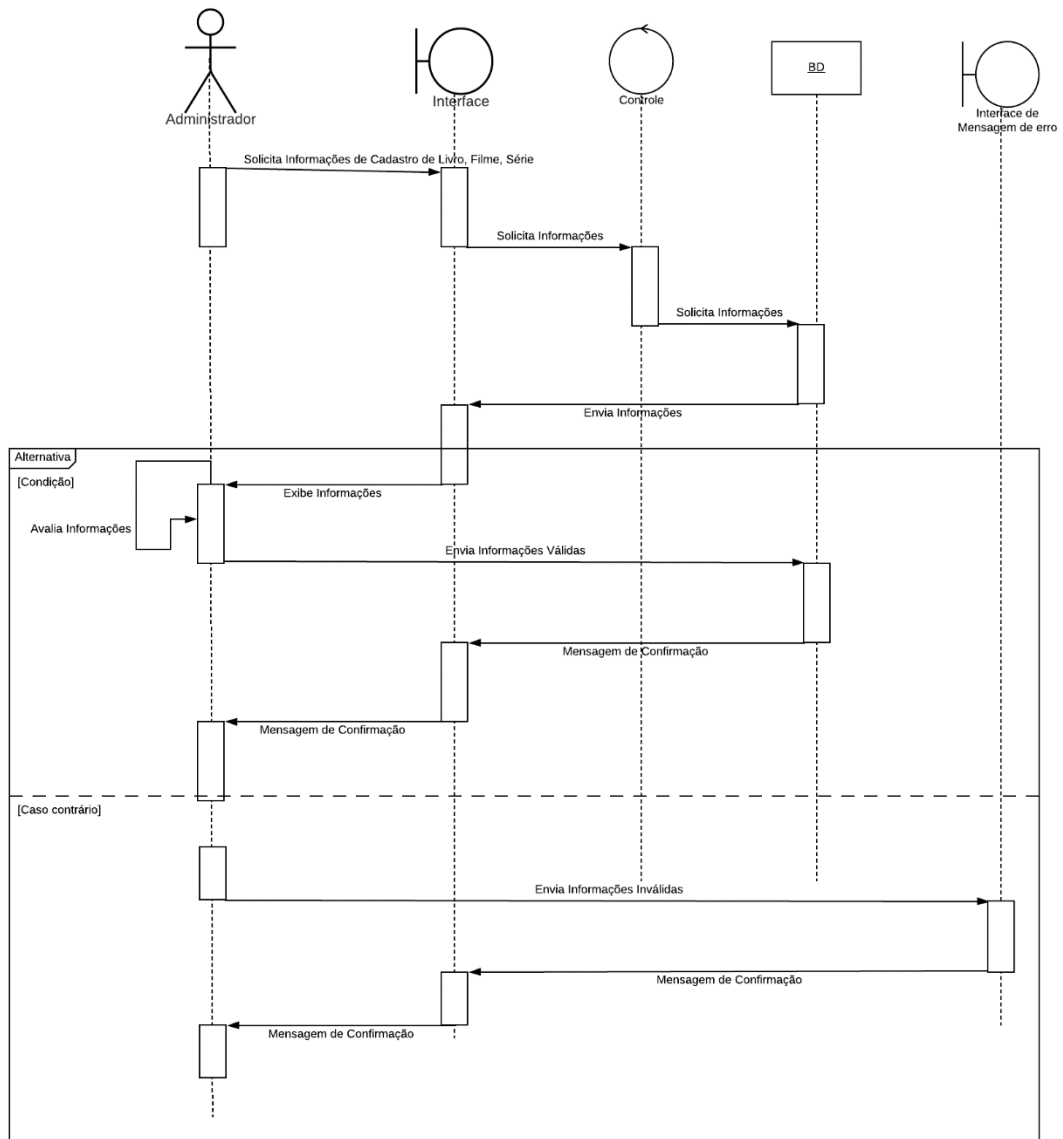 Administrador
Interface
Controle
BD
Interface de
Mensagem de erro
Solicita Informações de Cadastro de Livro, Filme, Série
Solicita Informações
Solicita Informações
Envia Informações
Alternativa
[Condição]
Exibe Informações
Avalia Informações
Envia Informações Válidas
Mensagem de Confirmação
Mensagem de Confirmação
[Caso contrário]
Envia Informações Inválidas
Mensagem de Confirmação
Mensagem de Confirmação